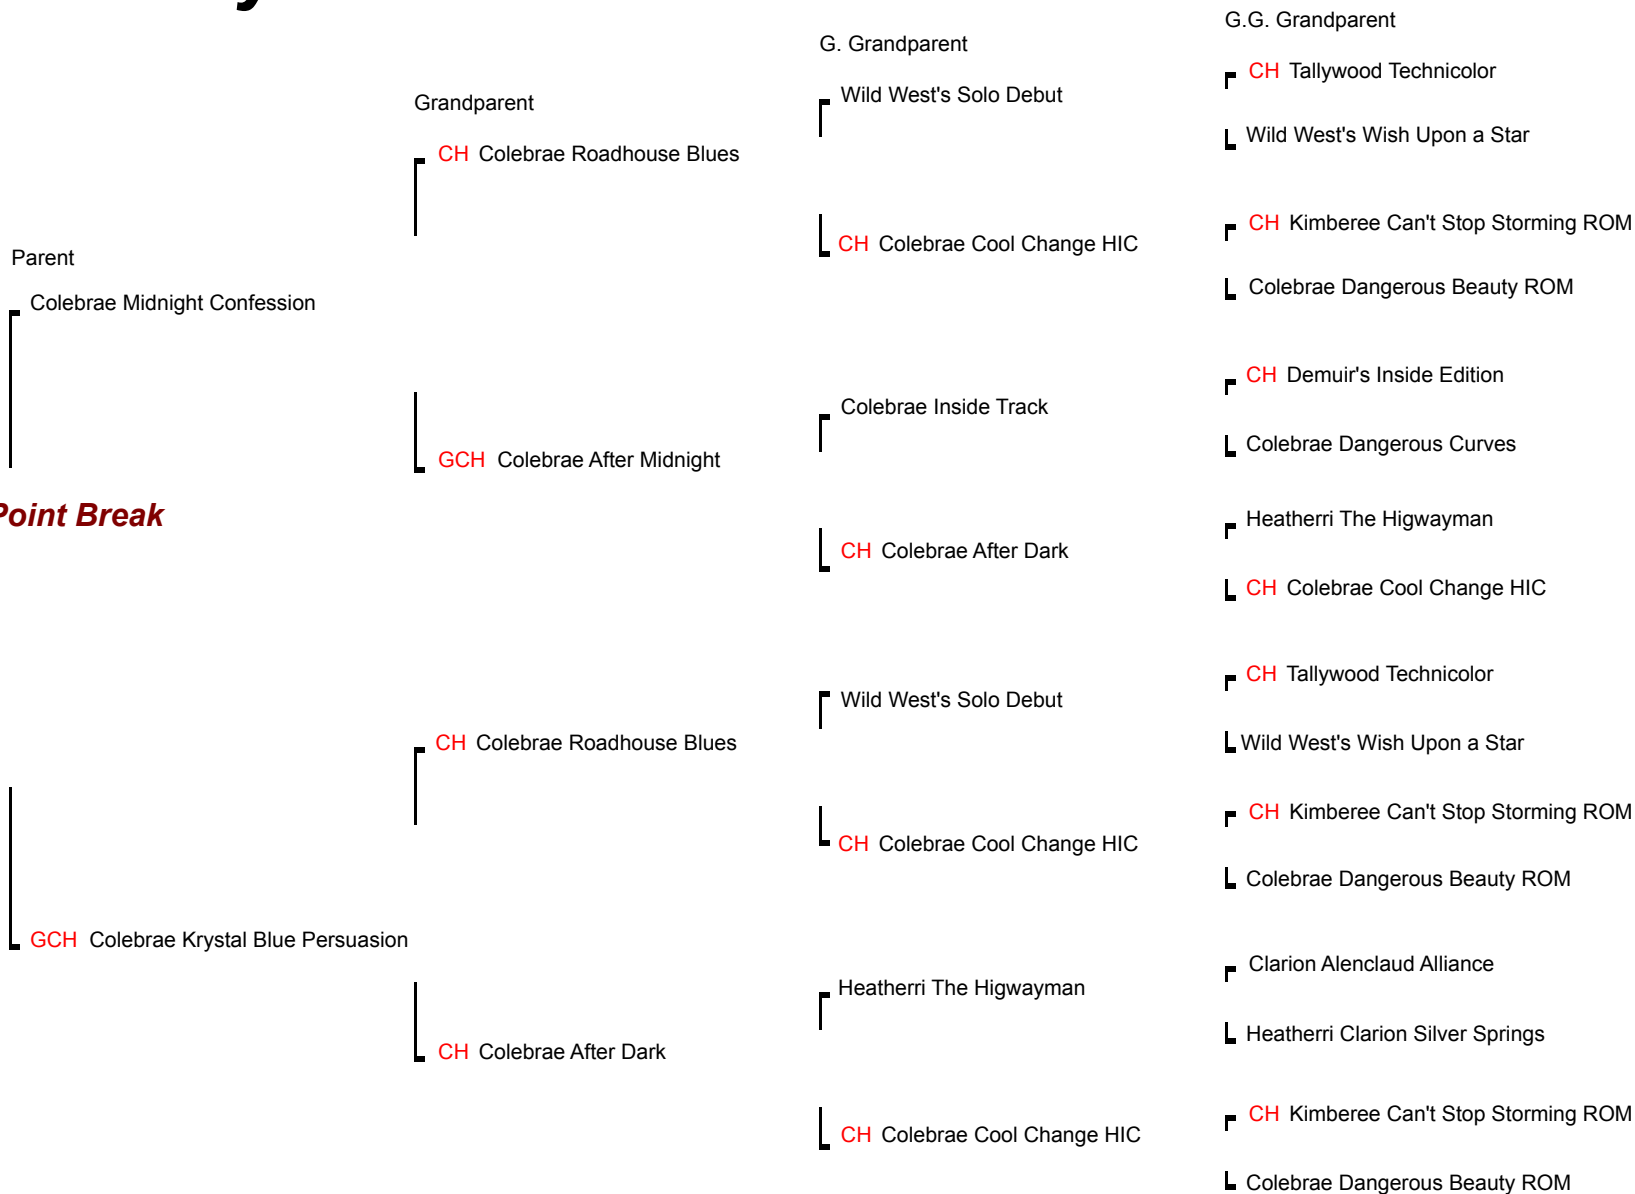 G.G. Grandparent
G. Grandparent
CH Tallywood Technicolor
Wild West's Solo Debut
Grandparent
Wild West's Wish Upon a Star
CH Colebrae Roadhouse Blues
CH Kimberee Can't Stop Storming ROM
CH Colebrae Cool Change HIC
Parent
Colebrae Dangerous Beauty ROM
Colebrae Midnight Confession
CH Demuir's Inside Edition
Colebrae Inside Track
Colebrae Dangerous Curves
GCH Colebrae After Midnight
Point Break
Heatherri The Higwayman
CH Colebrae After Dark
CH Colebrae Cool Change HIC
CH Tallywood Technicolor
Wild West's Solo Debut
CH Colebrae Roadhouse Blues
Wild West's Wish Upon a Star
CH Kimberee Can't Stop Storming ROM
CH Colebrae Cool Change HIC
Colebrae Dangerous Beauty ROM
GCH Colebrae Krystal Blue Persuasion
Clarion Alenclaud Alliance
Heatherri The Higwayman
Heatherri Clarion Silver Springs
CH Colebrae After Dark
CH Kimberee Can't Stop Storming ROM
CH Colebrae Cool Change HIC
Colebrae Dangerous Beauty ROM